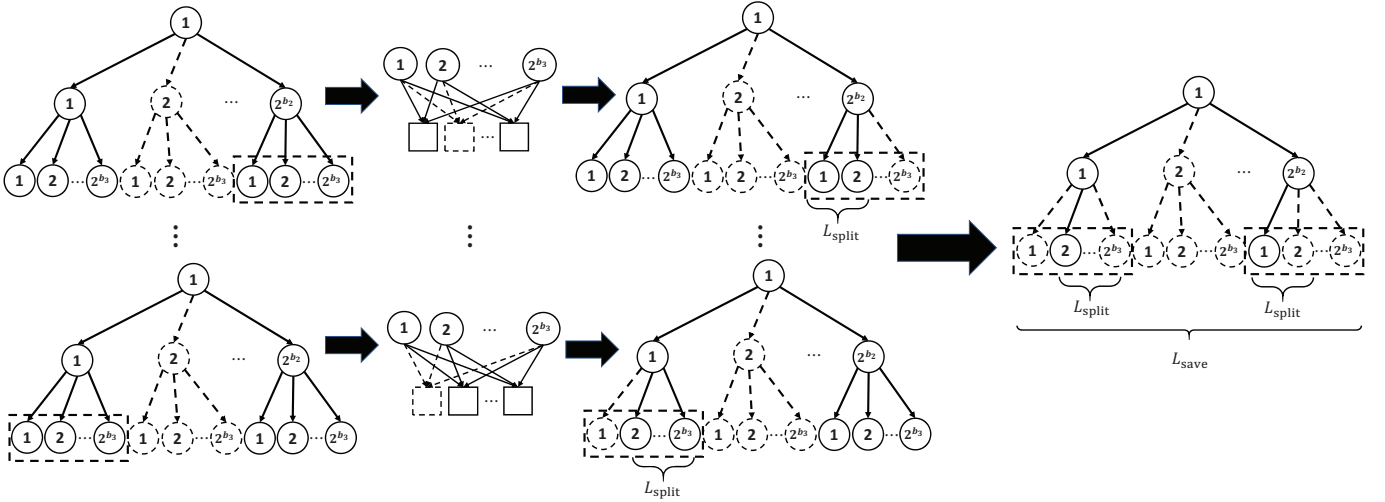 1
1 2 ... 2^{b_2}
1 2 ... 2^{b_3} 1 2 ... 2^{b_3} 1 2 ... 2^{b_3}
1 2 ... 2^{b_3}
1
1 2 ... 2^{b_2}
1 2 ... 2^{b_3} 1 2 ... 2^{b_3} 1 2 ... 2^{b_3}
L_split
1
1 2 ... 2^{b_2}
1 2 ... 2^{b_3} 1 2 ... 2^{b_3} 1 2 ... 2^{b_3}
1 2 ... 2^{b_3}
1
1 2 ... 2^{b_2}
1 2 ... 2^{b_3} 1 2 ... 2^{b_3} 1 2 ... 2^{b_3}
L_split
1
1 2 ... 2^{b_2}
1 2 ... 2^{b_3} 1 2 ... 2^{b_3} 1 2 ... 2^{b_3}
L_split L_split
L_save